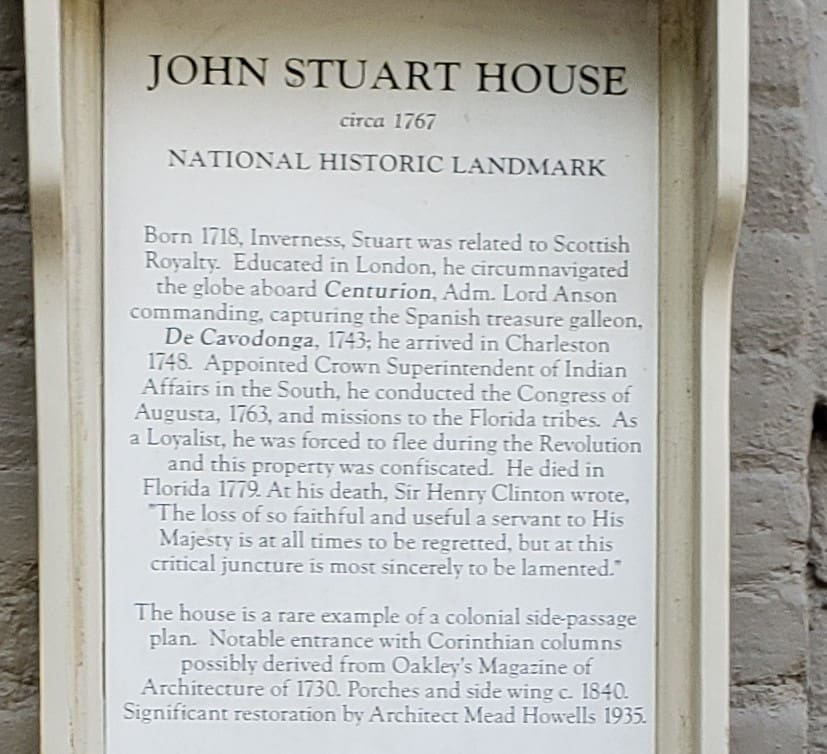 JOHN STUART HOUSE
circa 1767
NATIONAL HISTORIC LANDMARK
Born 1718, Inverness, Stuart was related to Scottish
Royalty. Educated in London, he circumnavigated
the globe aboard Centurion, Adm. Lord Anson
commanding, capturing the Spanish treasure galleon,
De Cavodonga, 1743; he arrived in Charleston
1748. Appointed Crown Superintendent of Indian
Affairs in the South, he conducted the Congress of
Augusta, 1763, and missions to the Florida tribes. As
a Loyalist, he was forced to flee during the Revolution
and this property was confiscated. He died in
Florida 1779. At his death, Sir Henry Clinton wrote,
"The loss of so faithful and useful a servant to His
Majesty is at all times to be regretted, but at this
critical juncture is most sincerely to be lamented."
The house is a rare example of a colonial side-passage
plan. Notable entrance with Corinthian columns
possibly derived from Oakley's Magazine of
Architecture of 1730. Porches and side wing c. 1840.
Significant restoration by Architect Mead Howells 1935.